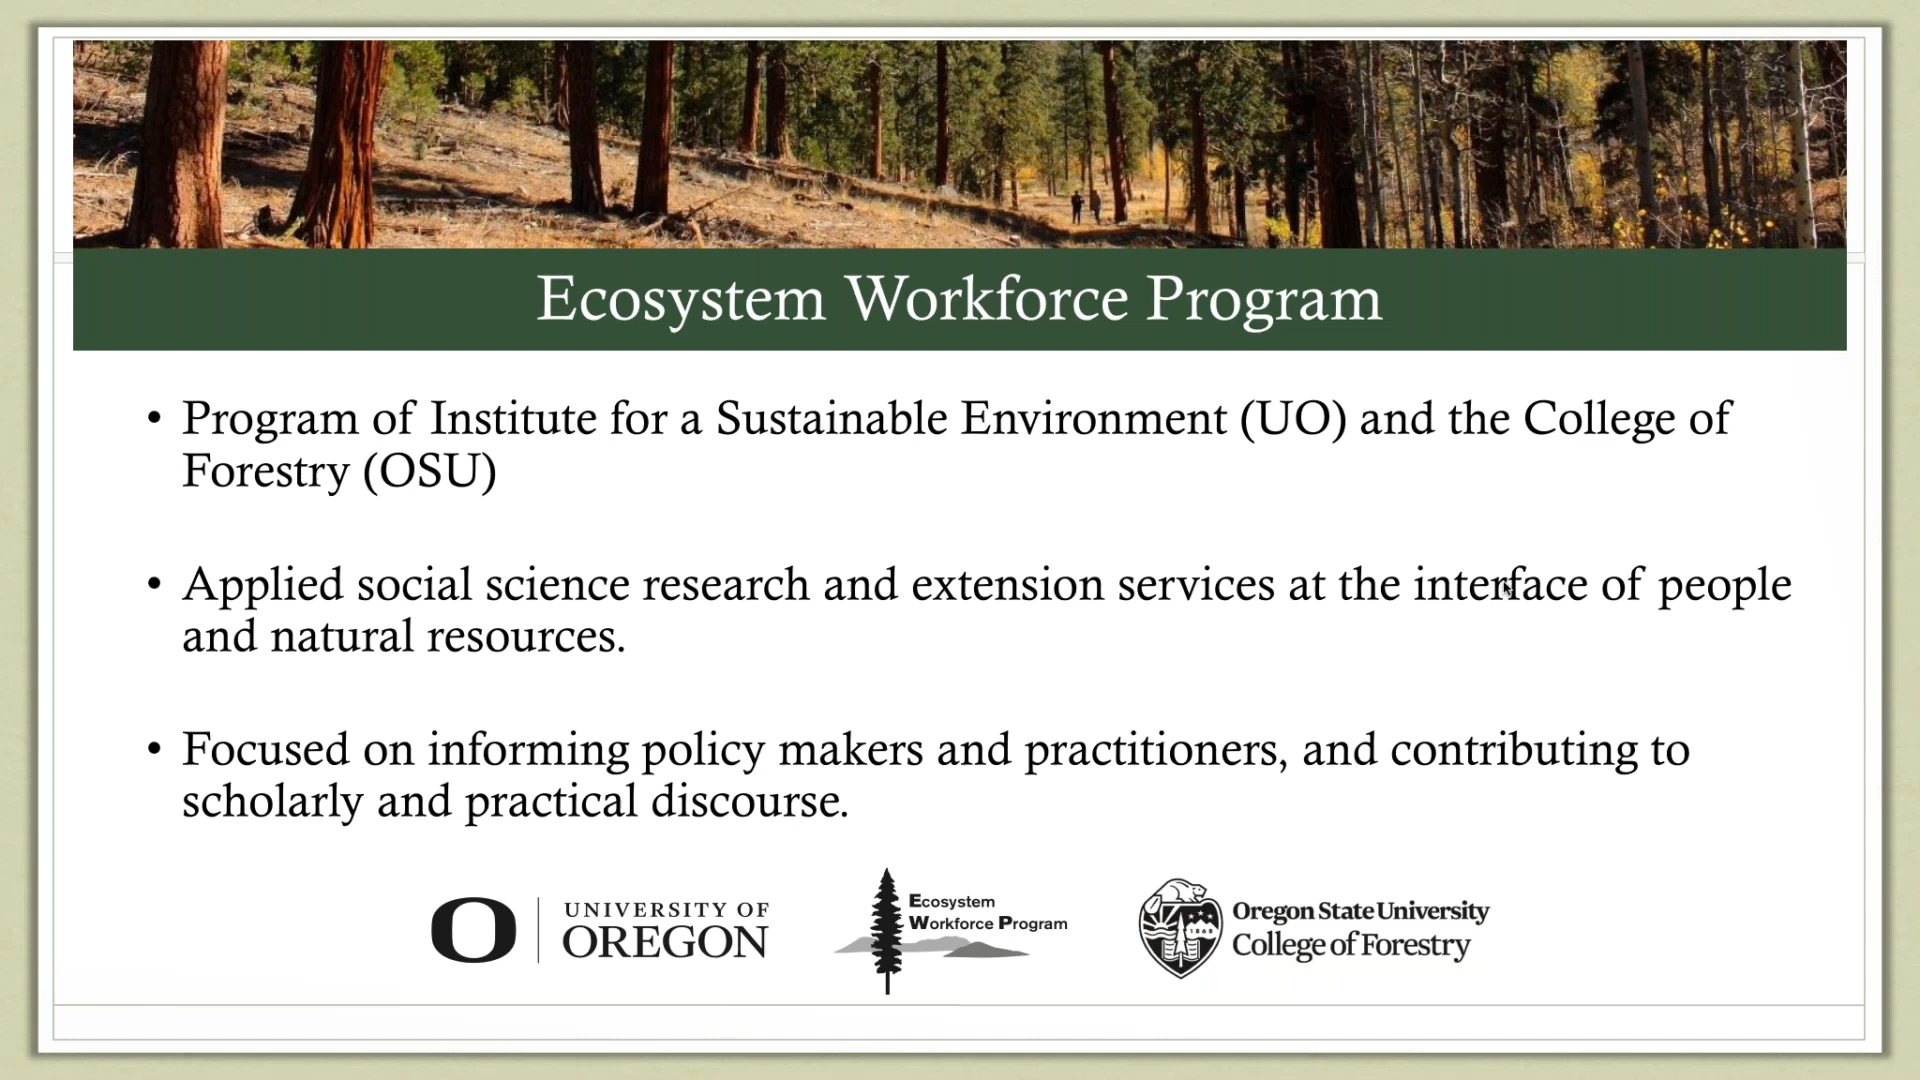 Ecosystem Workforce Program
• Program of Institute for a Sustainable Environment (UO) and the College of
Forestry (OSU)
• Applied social science research and extension services at the interface of people
and natural resources.
• Focused on informing policy makers and practitioners, and contributing to
scholarly and practical discourse.
O
UNIVERSITY OF
OREGON
Ecosystem
Workforce Program
1868
Oregon State University
College of Forestry